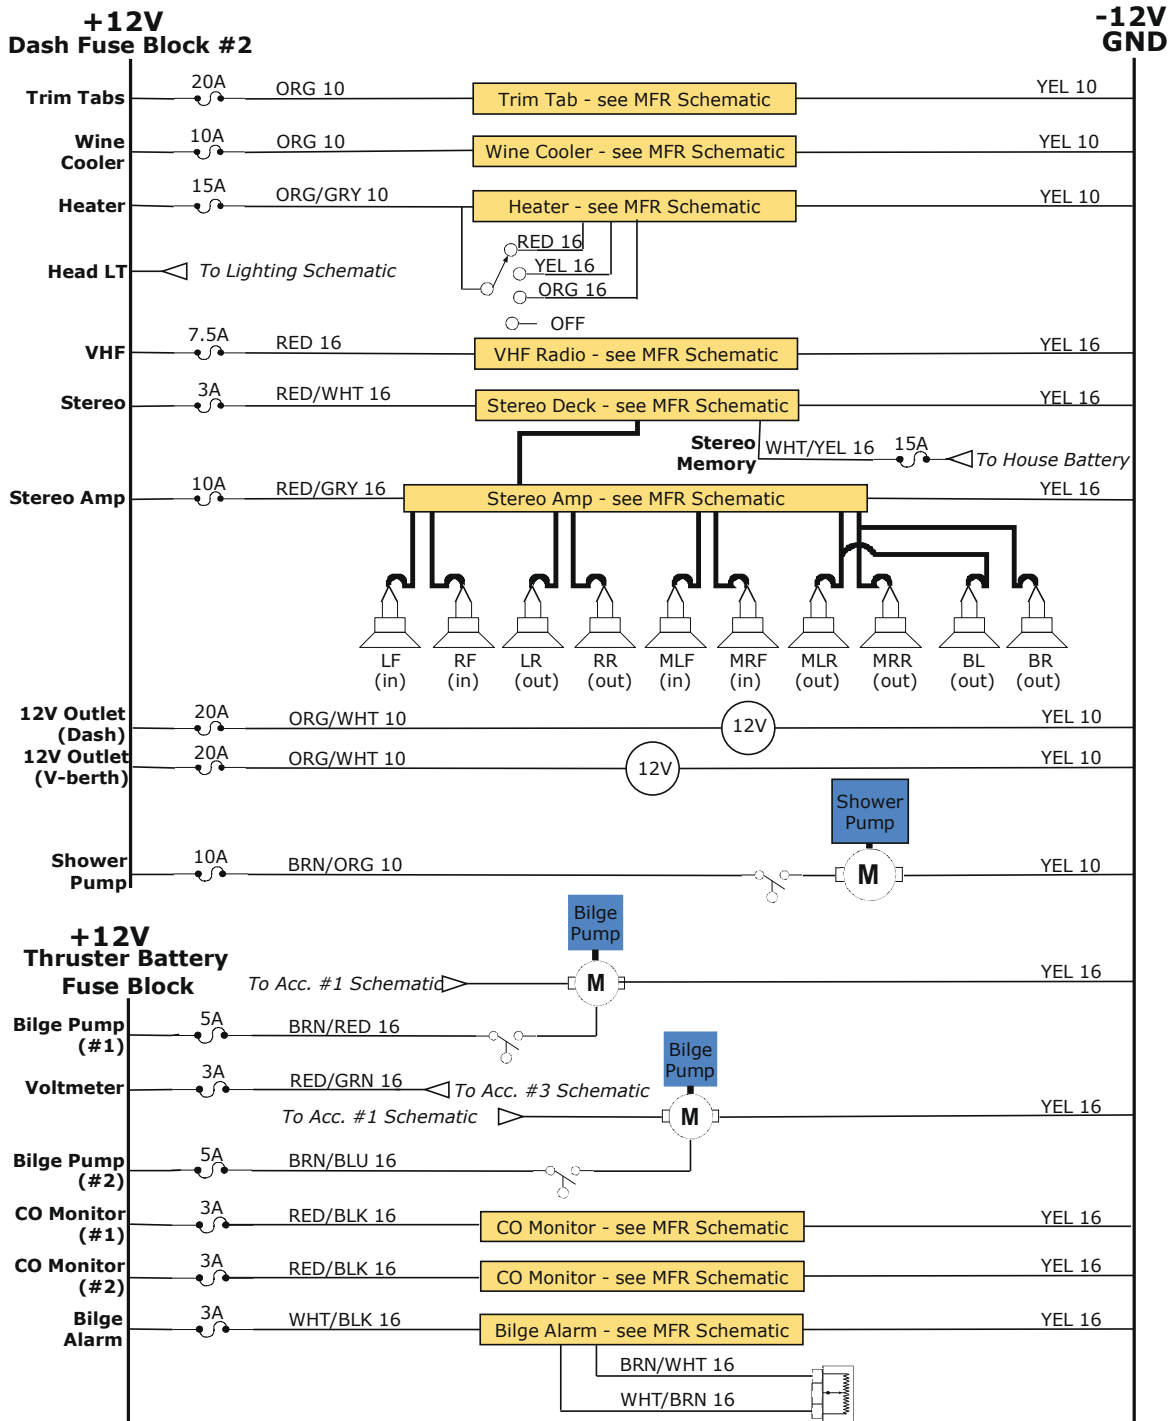 +12V
Dash Fuse Block #2
-12V
GND
Trim Tabs
20A
ORG 10
Trim Tab - see MFR Schematic
YEL 10
Wine
Cooler
10A
ORG 10
Wine Cooler - see MFR Schematic
YEL 10
Heater
15A
ORG/GRY 10
Heater - see MFR Schematic
YEL 10
RED 16
YEL 16
ORG 16
OFF
Head LT
To Lighting Schematic
VHF
7.5A
RED 16
VHF Radio - see MFR Schematic
YEL 16
Stereo
3A
RED/WHT 16
Stereo Deck - see MFR Schematic
YEL 16
Stereo
Memory
WHT/YEL 16
15A
To House Battery
Stereo Amp
10A
RED/GRY 16
Stereo Amp - see MFR Schematic
YEL 16
LF
(in)
RF
(in)
LR
(out)
RR
(out)
MLF
(in)
MRF
(in)
MLR
(out)
MRR
(out)
BL
(out)
BR
(out)
12V Outlet
(Dash)
20A
ORG/WHT 10
12V
YEL 10
12V Outlet
(V-berth)
20A
ORG/WHT 10
12V
YEL 10
Shower
Pump
10A
BRN/ORG 10
Shower
Pump
M
YEL 10
+12V
Thruster Battery
Fuse Block
Bilge
Pump
To Acc. #1 Schematic
M
YEL 16
Bilge Pump
(#1)
5A
BRN/RED 16
Voltmeter
3A
RED/GRN 16
To Acc. #3 Schematic
Bilge
Pump
To Acc. #1 Schematic
M
YEL 16
Bilge Pump
(#2)
5A
BRN/BLU 16
CO Monitor
(#1)
3A
RED/BLK 16
CO Monitor - see MFR Schematic
YEL 16
CO Monitor
(#2)
3A
RED/BLK 16
CO Monitor - see MFR Schematic
YEL 16
Bilge
Alarm
3A
WHT/BLK 16
Bilge Alarm - see MFR Schematic
YEL 16
BRN/WHT 16
WHT/BRN 16